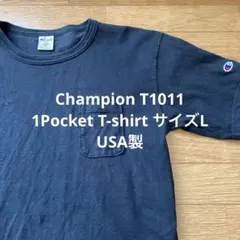 Champion T1011
1Pocket T-shirt サイズL
USA製